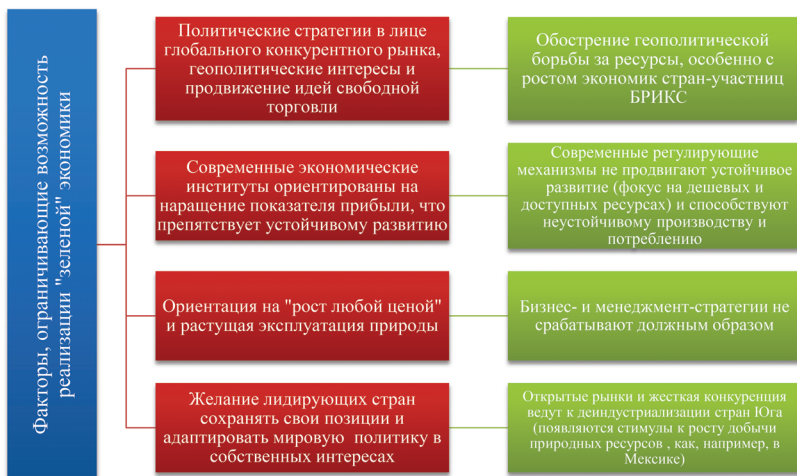 Факторы, ограничивающие возможность
реализации "зеленой" экономики
Политические стратегии в лице
глобального конкурентного рынка,
геополитические интересы и
продвижение идей свободной
торговли
Обострение геополитической
борьбы за ресурсы, особенно с
ростом экономик стран-участниц
БРИКС
Современные экономические
институты ориентированы на
наращение показателя прибыли, что
препятствует устойчивому развитию
Современные регулирующие
механизмы не продвигают устойчивое
развитие (фокус на дешевых и
доступных ресурсах) и способствуют
неустойчивому производству и
потреблению
Ориентация на "рост любой ценой"
и растущая эксплуатация природы
Бизнес- и менеджмент-стратегии не
срабатывают должным образом
Желание лидирующих стран
сохранять свои позиции и
адаптировать мировую политику в
собственных интересах
Открытые рынки и жесткая конкуренция
ведут к деиндустриализации стран Юга
(появляются стимулы к росту добычи
природных ресурсов , как, например, в
Мексике)